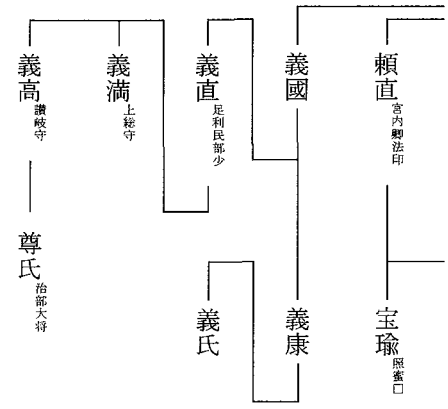 頼直 宮内卿法印
宝瑜 照蜜□
義國
義康
義直 足利民部少
義氏
義満 上総守
義高 讃岐守
尊氏 治部大将